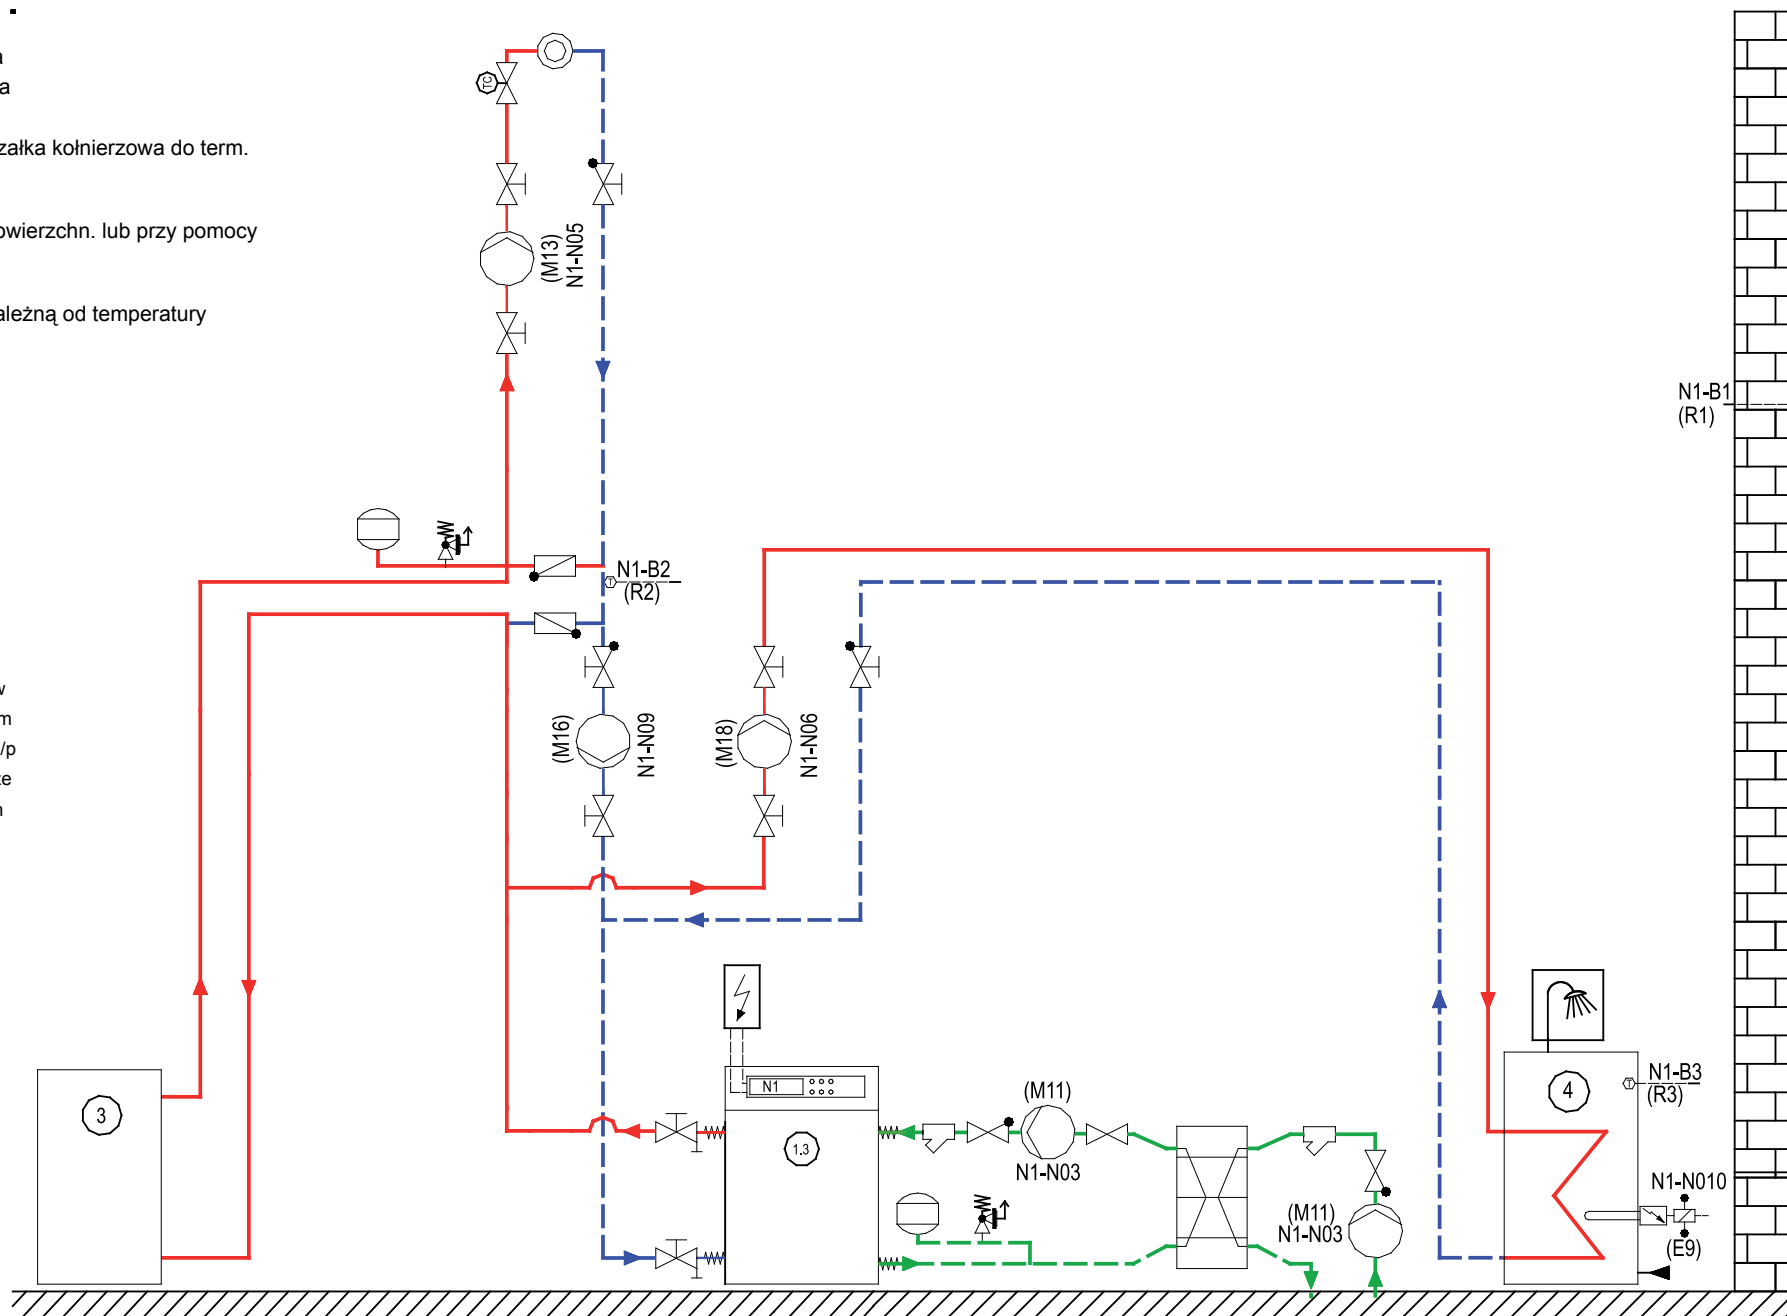 a
załka kołnierzowa do term.
owierzchn. lub przy pomocy
ależną od temperatury
m
/p
te
TC
(M13)
N1-N05
N1-B1
(R1)
N1-B2
(R2)
(M16)
N1-N09
(M18)
N1-N06
N1
3
1.3
(M11)
N1-N03
(M11)
N1-N03
4
T
N1-B3
(R3)
N1-N010
(E9)